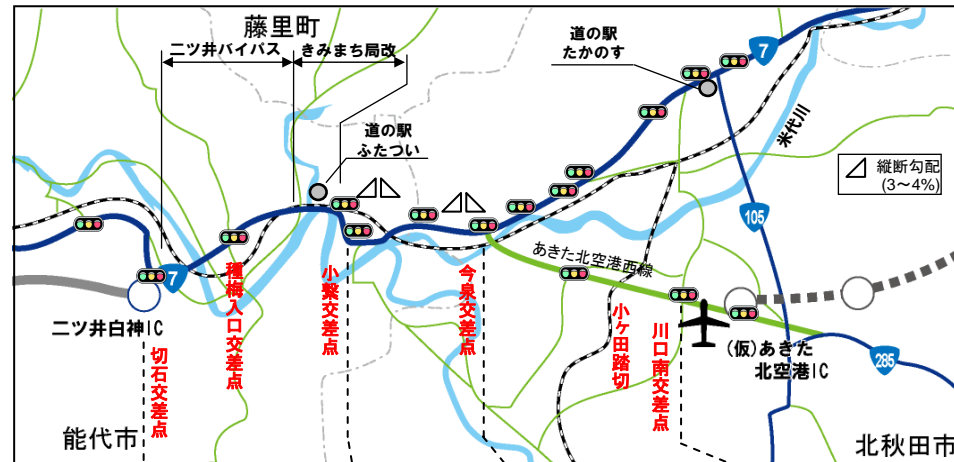 藤里町
二ツ井バイパス
きみまち局改
道の駅
たかのす
7
道の駅
ふたつい
米代川
縦断勾配
(3~4%)
105
あきた北空港西線
7
二ツ井白神IC
切石交差点
種梅入口交差点
小繋交差点
今泉交差点
小ケ田踏切
川口南交差点
(仮)あきた
北空港IC
285
能代市
北秋田市